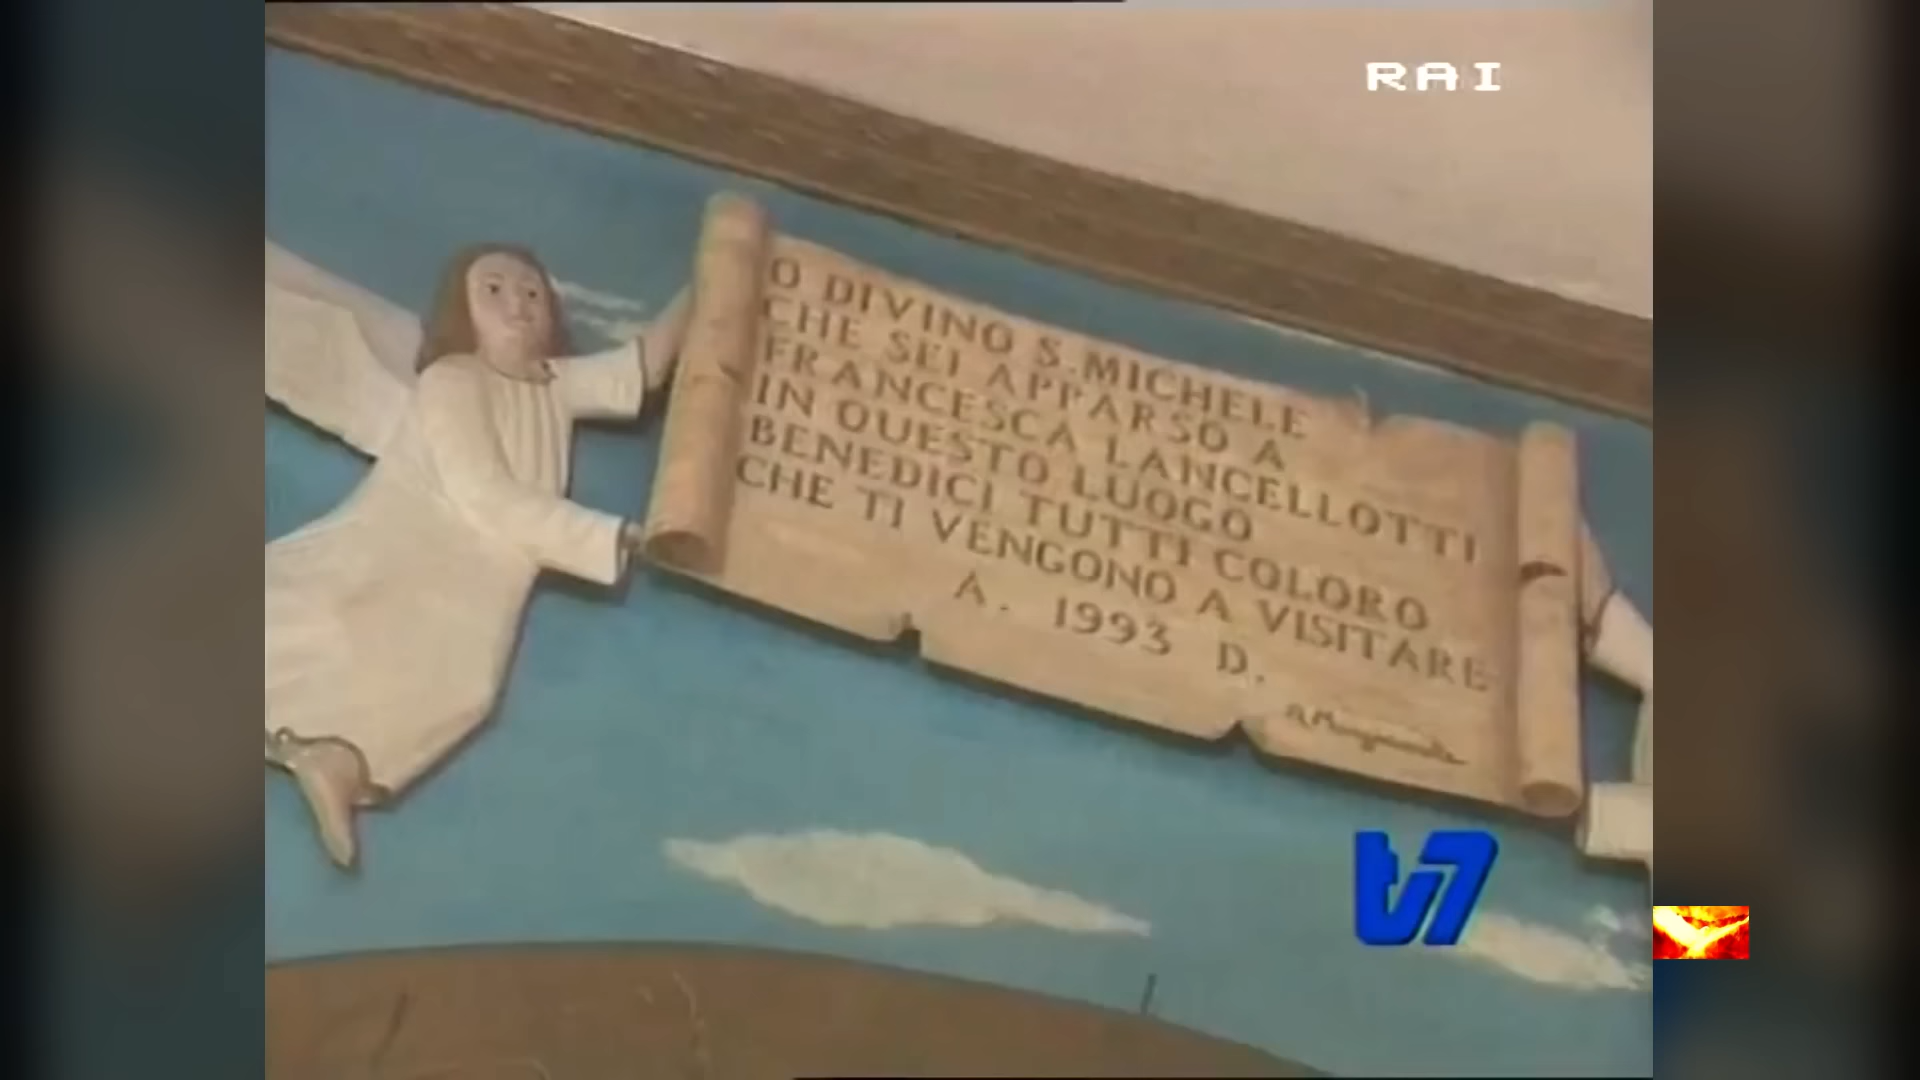 RAI
O DIVINO S. MICHELE
CHE SEI APPARSO A
FRANCESCA LANCELLOTTI
IN QUESTO LUOGO
BENEDICI TUTTI COLORO
CHE TI VENGONO A VISITARE
A. 1993 D.
tv7